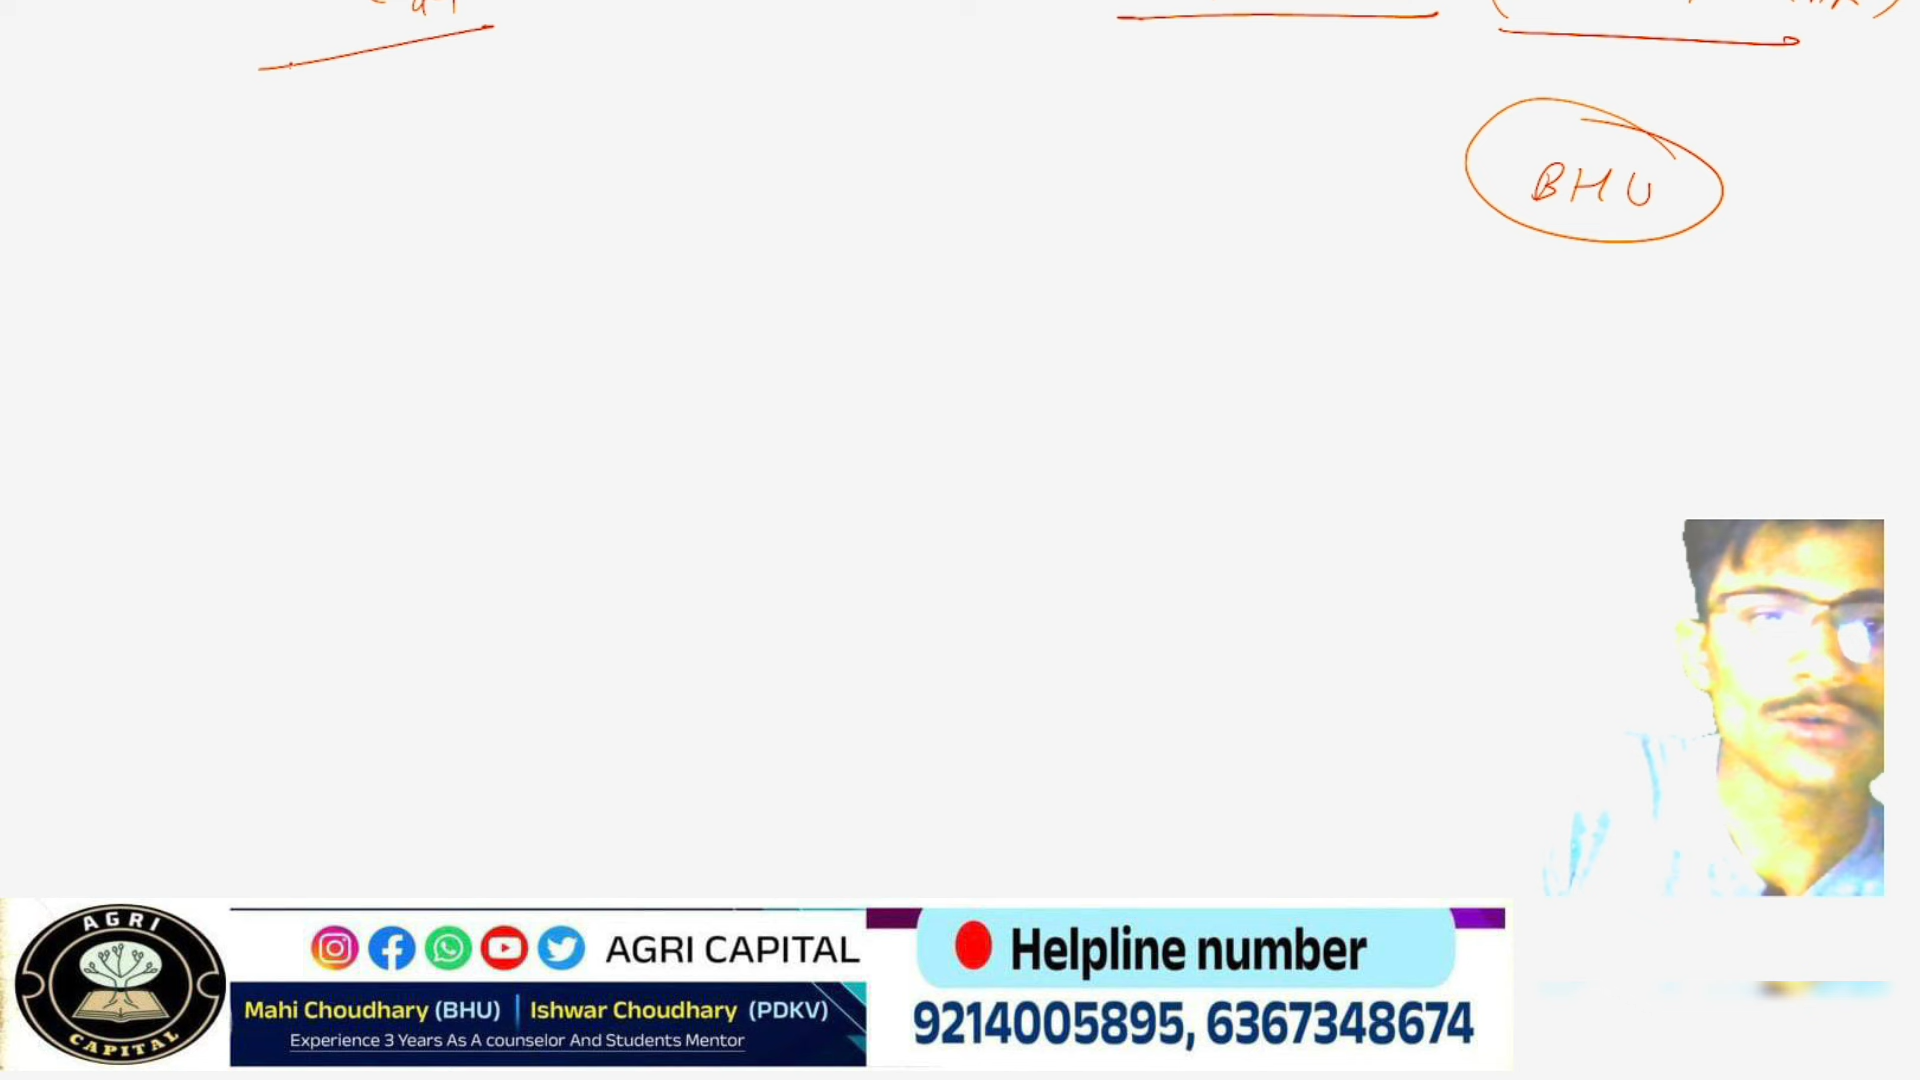 BHU
AGRI
CAPITAL
AGRI CAPITAL
Mahi Choudhary (BHU) | Ishwar Choudhary (PDKV)
Experience 3 Years As A counselor And Students Mentor
Helpline number
9214005895, 6367348674